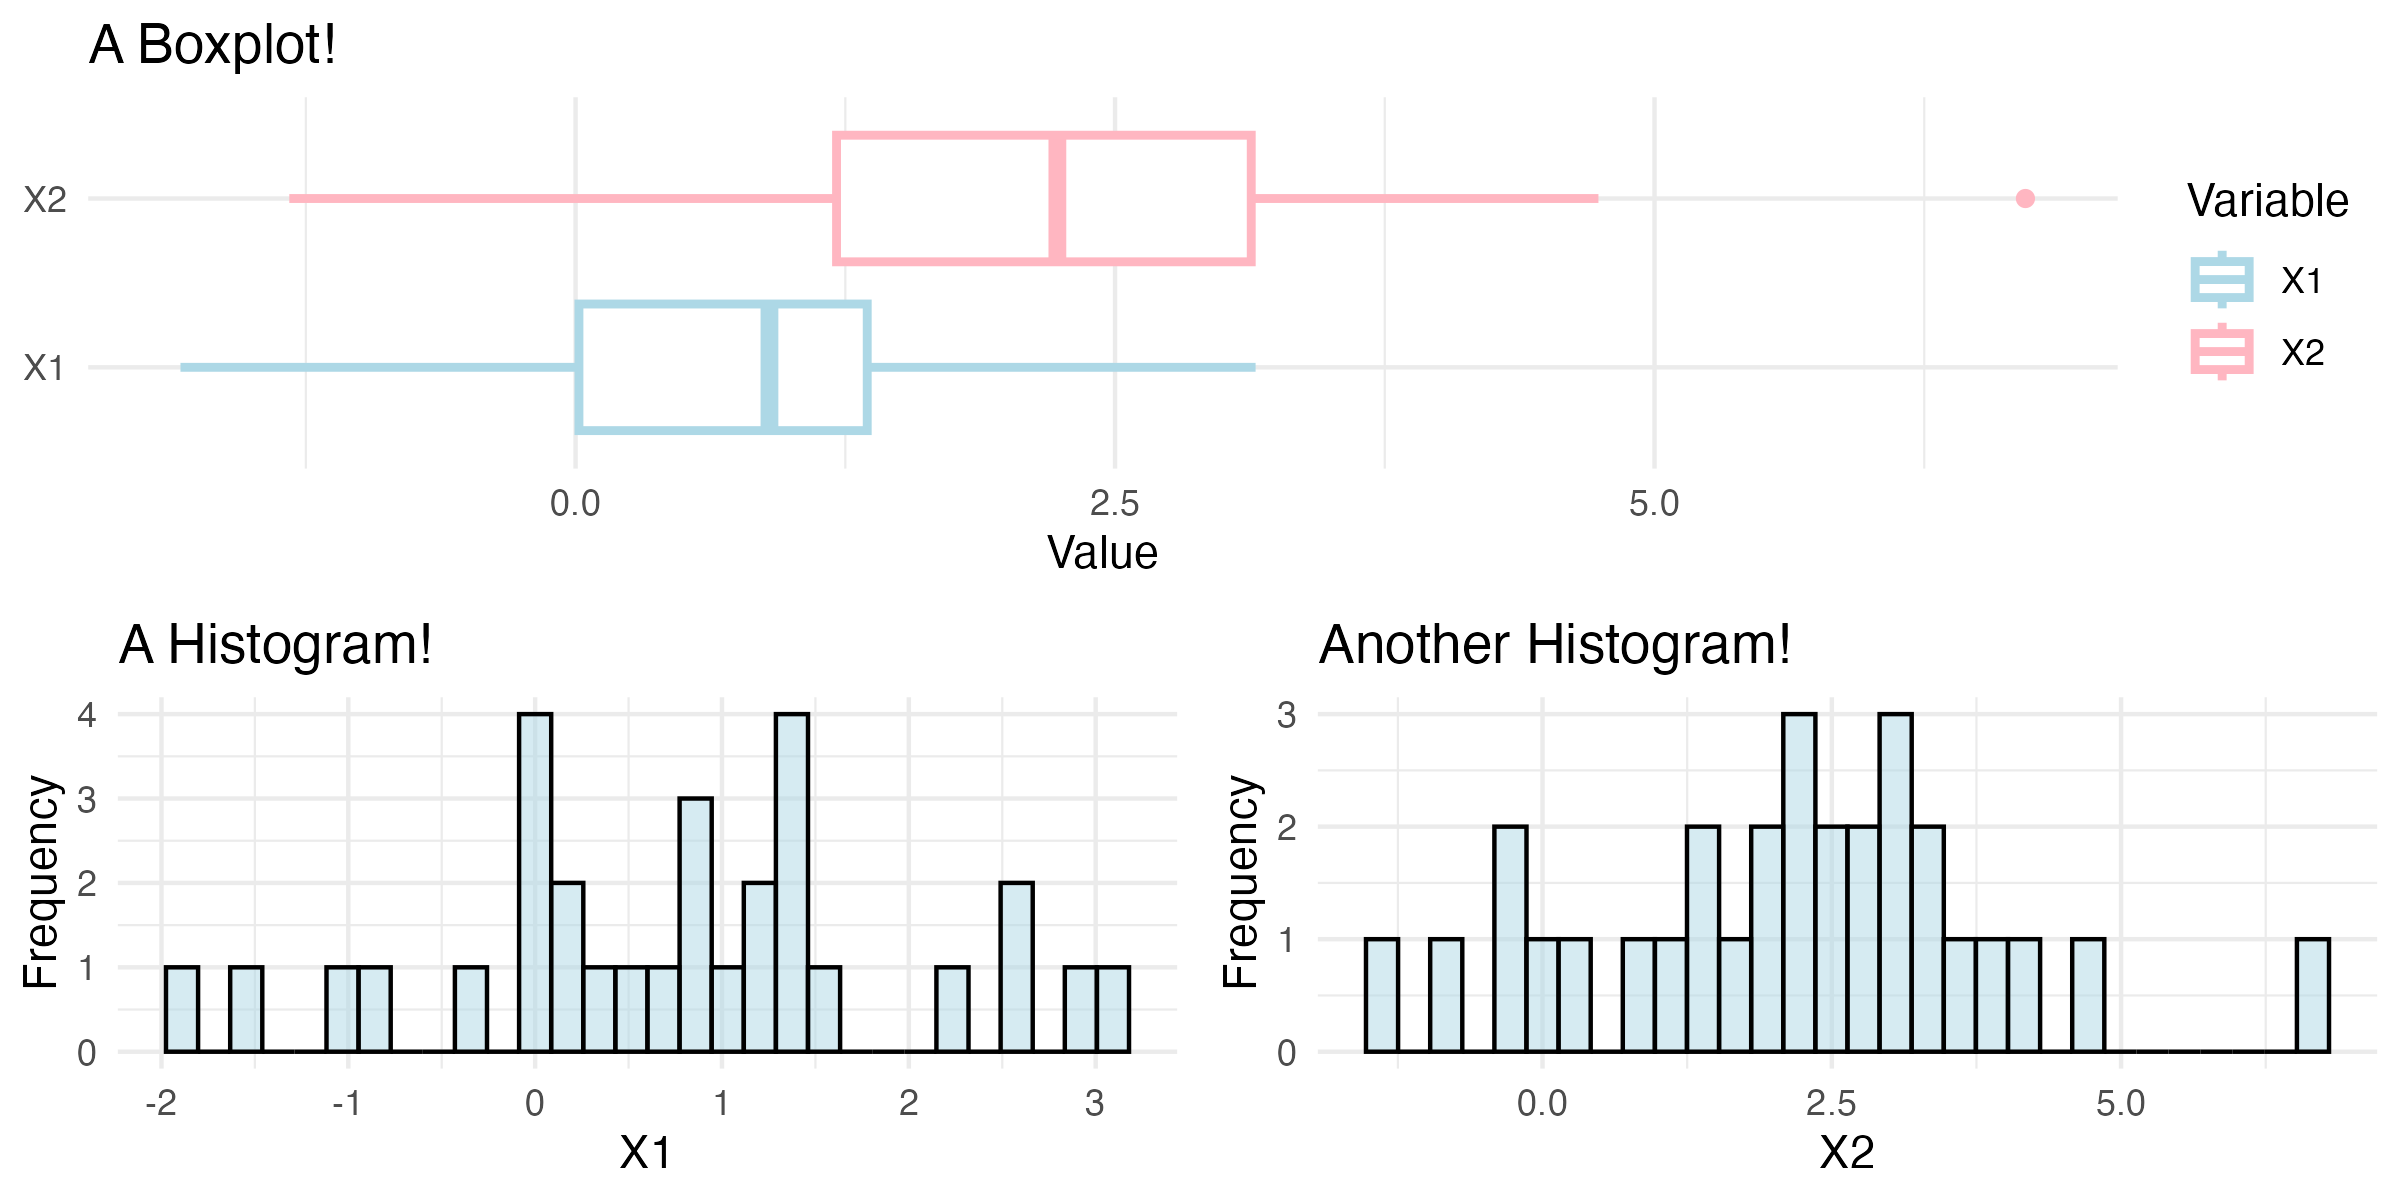 A Boxplot!
X2
X1
0.0 2.5 5.0
Value
Variable
X1
X2
A Histogram!
4
3
2
1
0
Frequency
-2 -1 0 1 2 3
X1
Another Histogram!
3
2
1
0
Frequency
0.0 2.5 5.0
X2